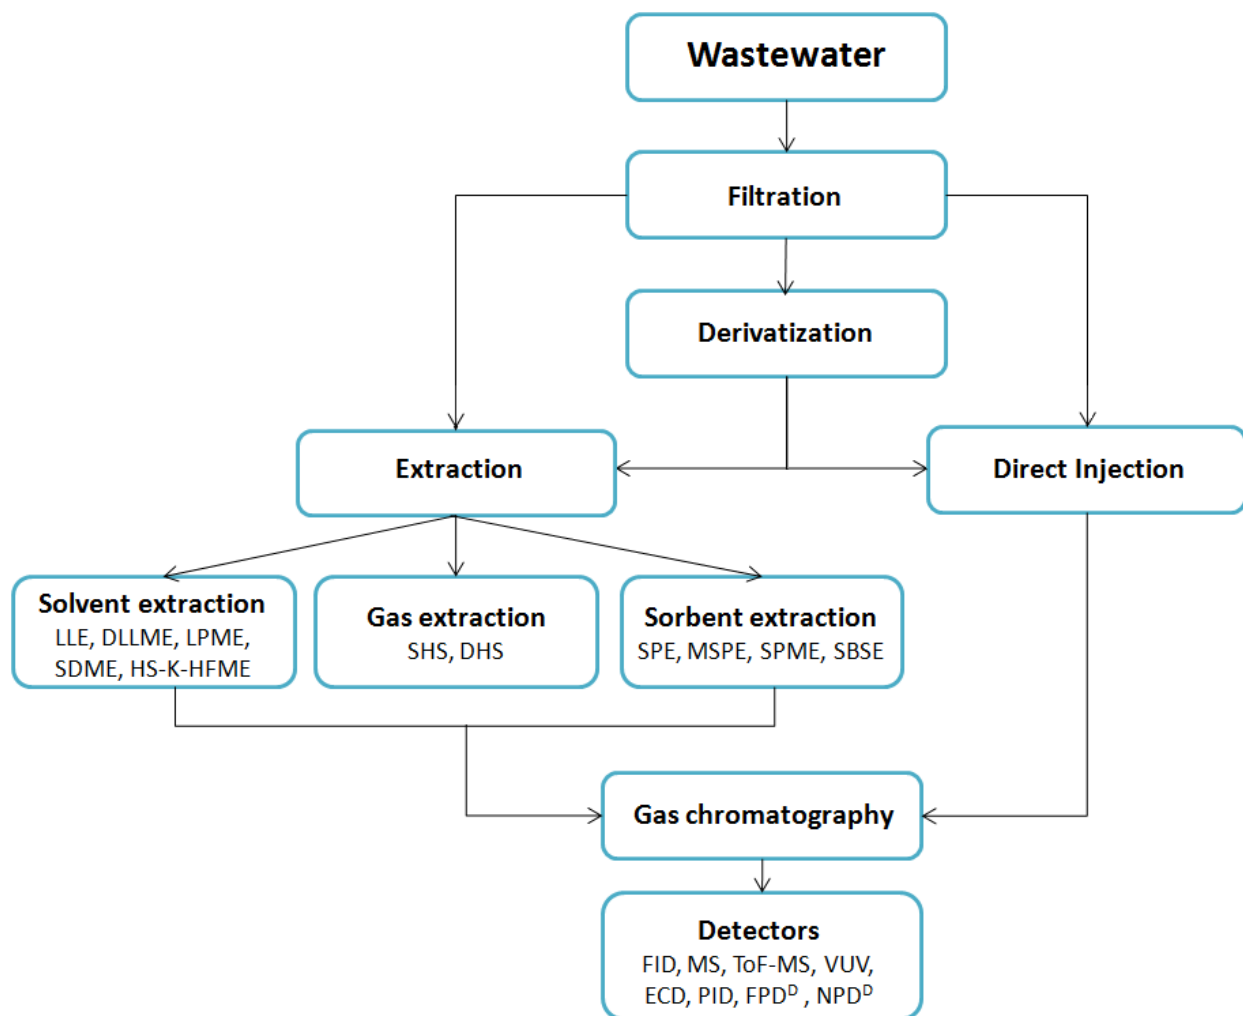 Wastewater
Filtration
Derivatization
Extraction
Direct Injection
Solvent extraction
LLE, DLLME, LPME,
SDME, HS-K-HFME
Gas extraction
SHS, DHS
Sorbent extraction
SPE, MSPE, SPME, SBSE
Gas chromatography
Detectors
FID, MS, ToF-MS, VUV,
ECD, PID, FPDᴰ , NPDᴰ